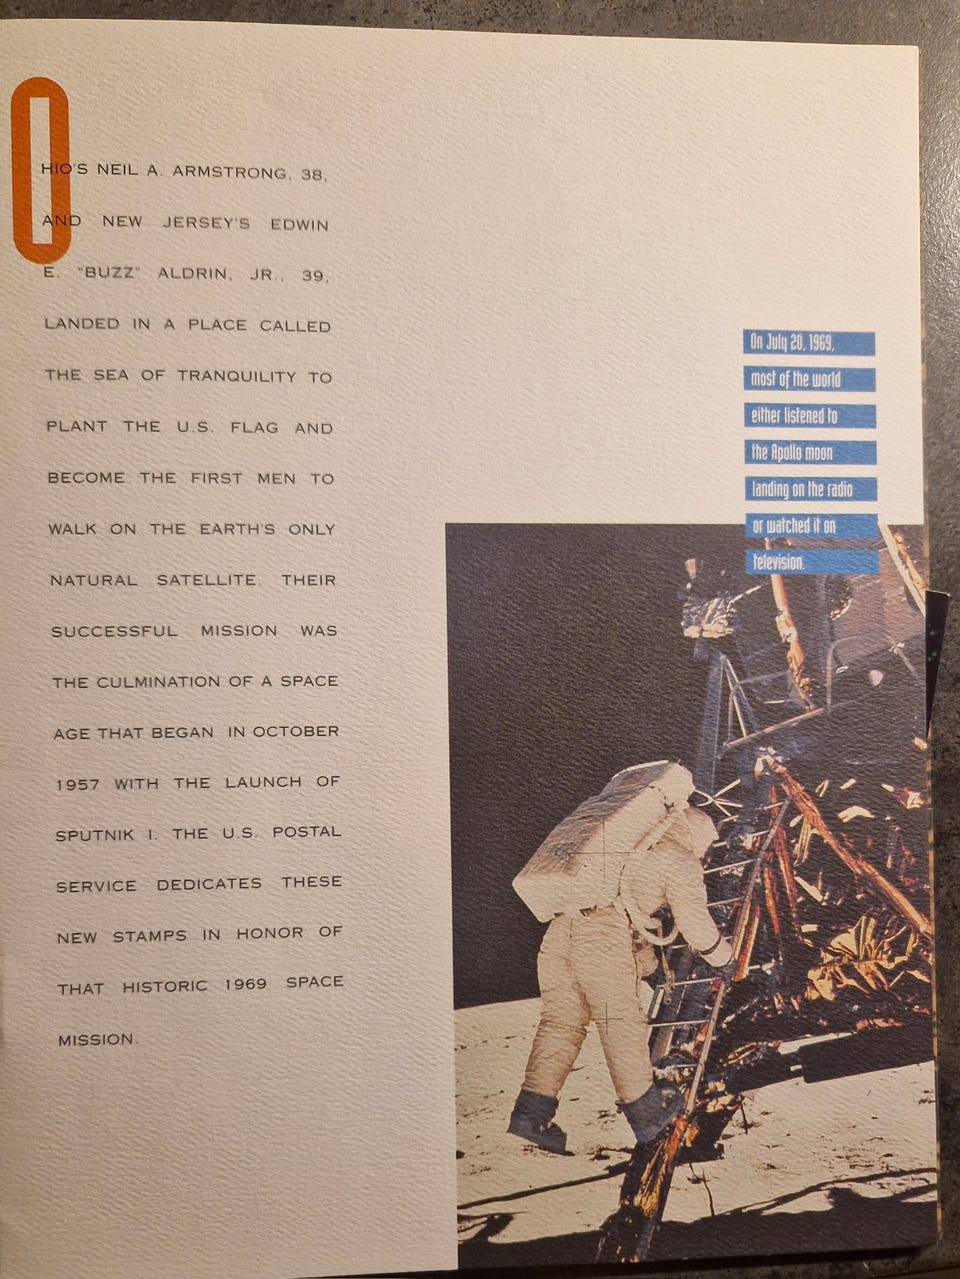 OHIO'S NEIL A. ARMSTRONG, 38,
AND NEW JERSEY'S EDWIN
E. "BUZZ" ALDRIN, JR., 39,
LANDED IN A PLACE CALLED
THE SEA OF TRANQUILITY TO
PLANT THE U.S. FLAG AND
BECOME THE FIRST MEN TO
WALK ON THE EARTH'S ONLY
NATURAL SATELLITE. THEIR
SUCCESSFUL MISSION WAS
THE CULMINATION OF A SPACE
AGE THAT BEGAN IN OCTOBER
1957 WITH THE LAUNCH OF
SPUTNIK I. THE U.S. POSTAL
SERVICE DEDICATES THESE
NEW STAMPS IN HONOR OF
THAT HISTORIC 1969 SPACE
MISSION.
On July 20, 1969,
most of the world
either listened to
the Apollo moon
landing on the radio
or watched it on
television.